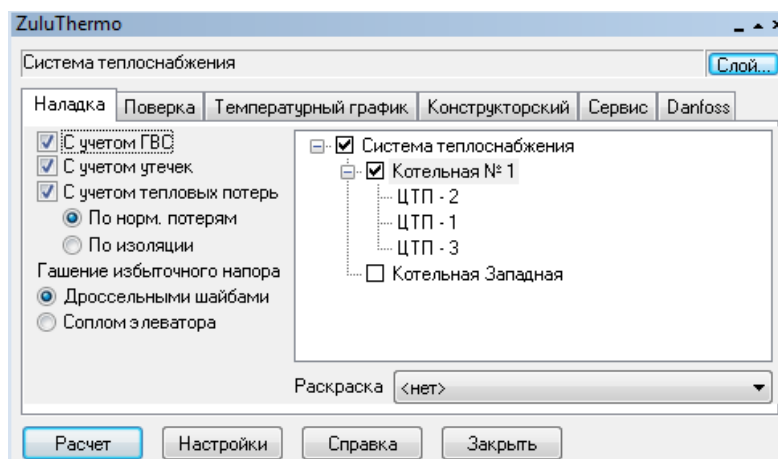 ZuluThermo
Система теплоснабжения
Слой...
Наладка Поверка Температурный график Конструкторский Сервис Danfoss
С учетом ГВС
С учетом утечек
С учетом тепловых потерь
По норм. потерям
По изоляции
Гашение избыточного напора
Дроссельными шайбами
Соплом элеватора
Система теплоснабжения
Котельная № 1
ЦТП - 2
ЦТП - 1
ЦТП - 3
Котельная Западная
Раскраска <нет>
Расчет Настройки Справка Закрыть